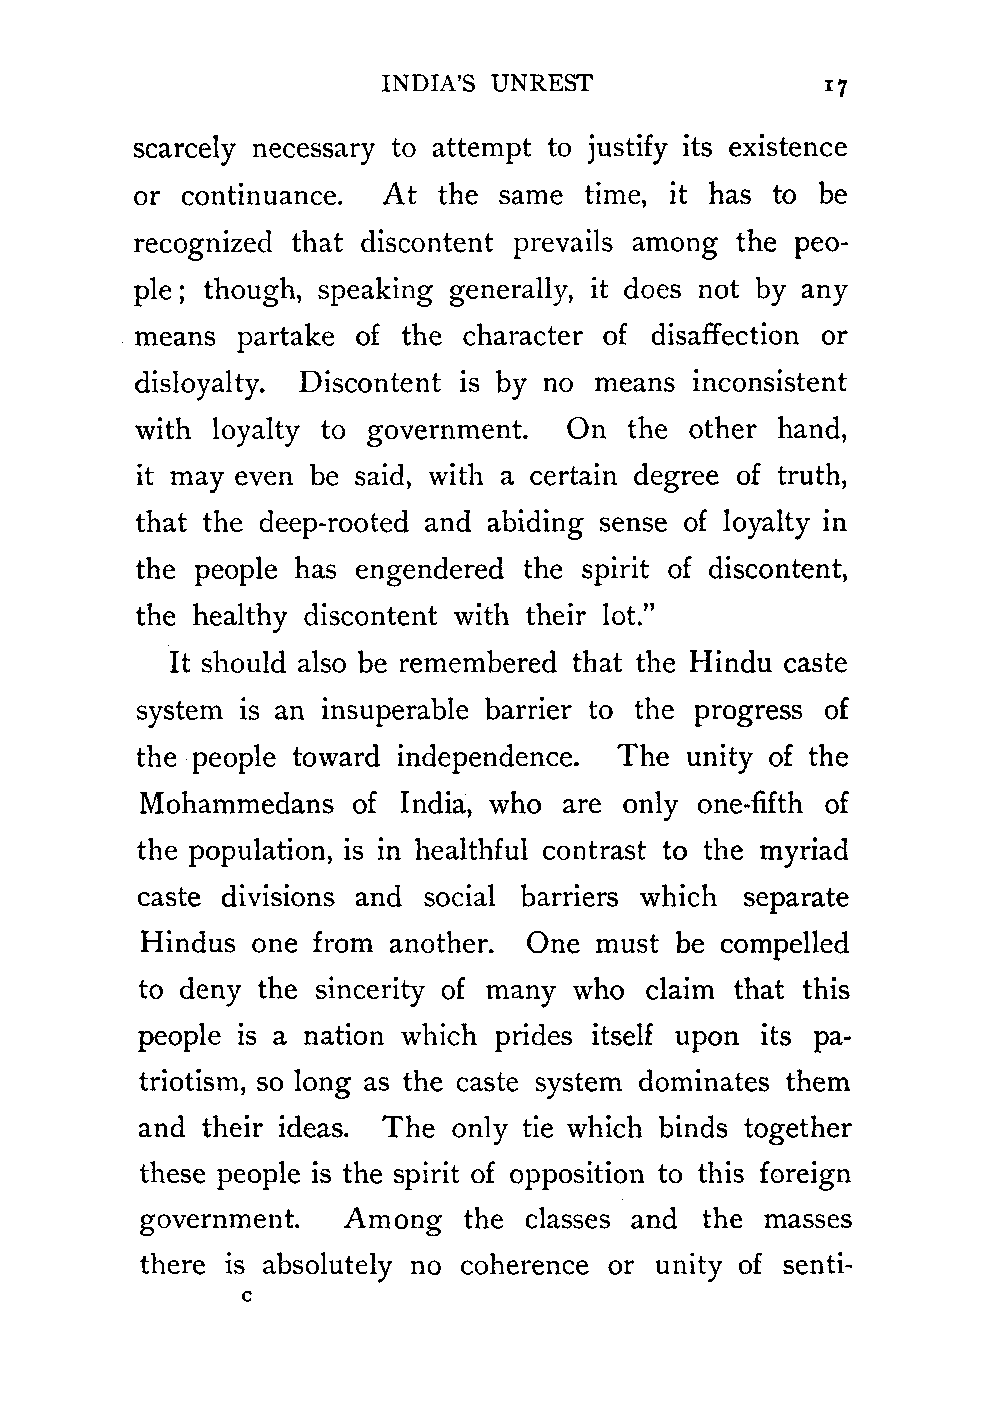 INDIA'S UNREST 17
scarcely necessary to attempt to justify its existence
or continuance. At the same time, it has to be
recognized that discontent prevails among the peo-
ple; though, speaking generally, it does not by any
means partake of the character of disaffection or
disloyalty. Discontent is by no means inconsistent
with loyalty to government. On the other hand,
it may even be said, with a certain degree of truth,
that the deep-rooted and abiding sense of loyalty in
the people has engendered the spirit of discontent,
the healthy discontent with their lot."
It should also be remembered that the Hindu caste
system is an insuperable barrier to the progress of
the people toward independence. The unity of the
Mohammedans of India, who are only one-fifth of
the population, is in healthful contrast to the myriad
caste divisions and social barriers which separate
Hindus one from another. One must be compelled
to deny the sincerity of many who claim that this
people is a nation which prides itself upon its pa-
triotism, so long as the caste system dominates them
and their ideas. The only tie which binds together
these people is the spirit of opposition to this foreign
government. Among the classes and the masses
there is absolutely no coherence or unity of senti-
C